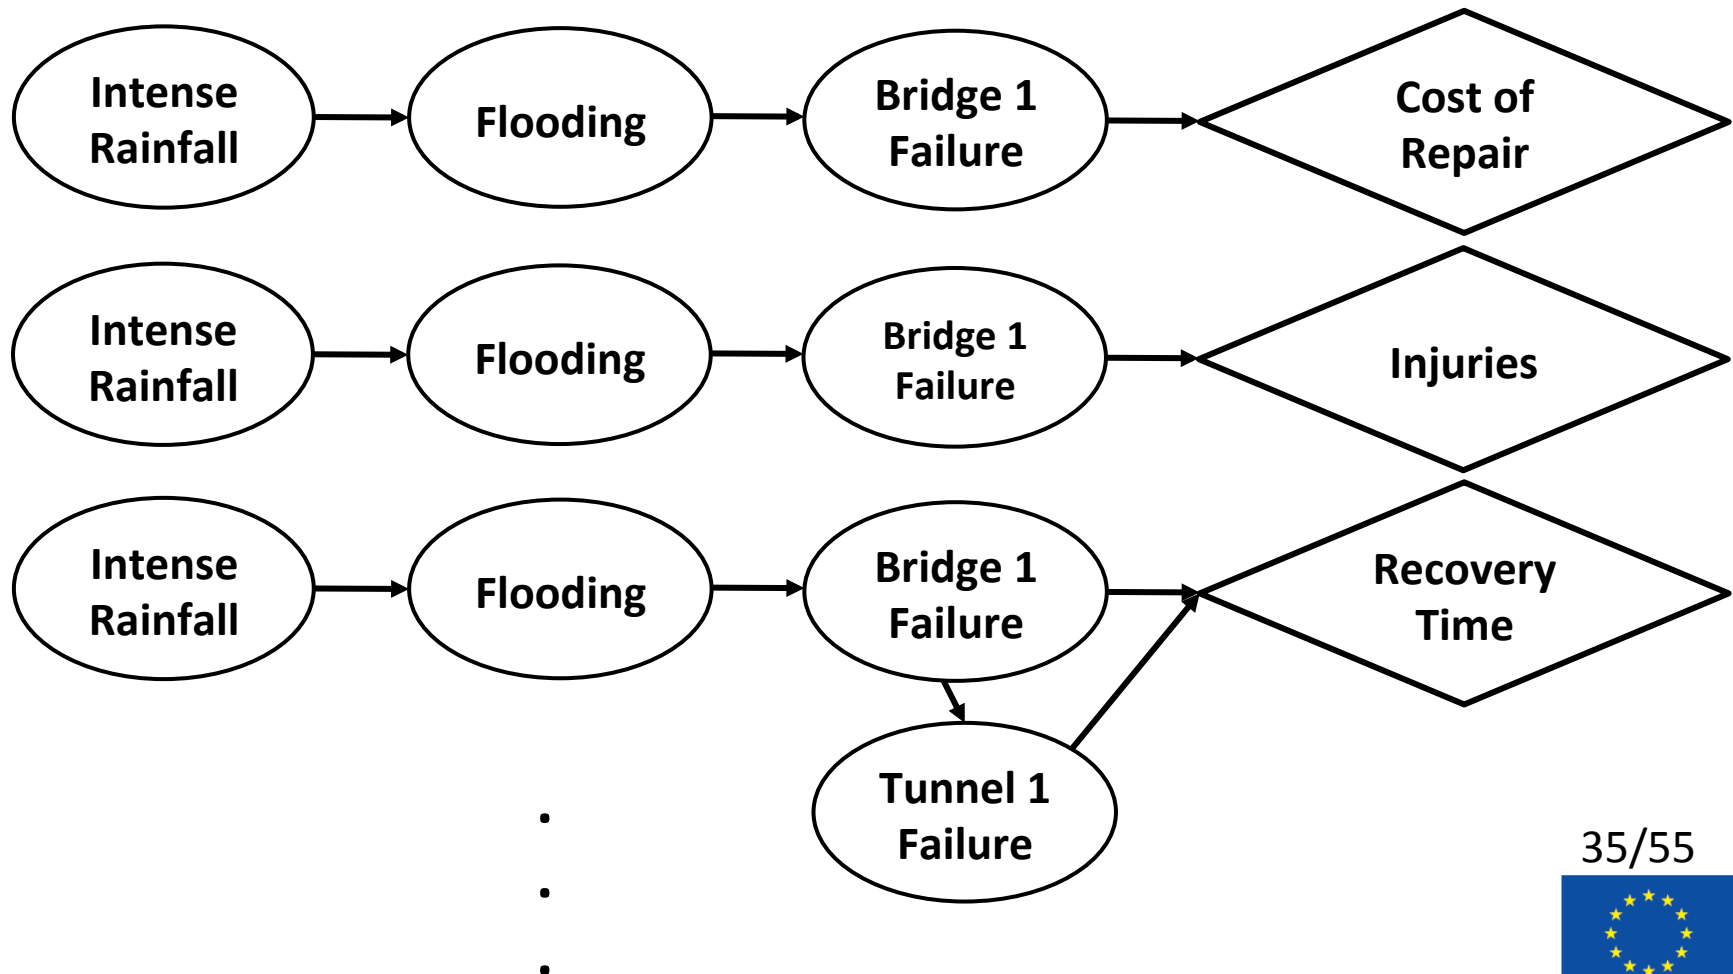 Intense
Rainfall
Flooding
Bridge 1
Failure
Cost of
Repair
Intense
Rainfall
Flooding
Bridge 1
Failure
Injuries
Intense
Rainfall
Flooding
Bridge 1
Failure
Recovery
Time
Tunnel 1
Failure
.
.
.
35/55